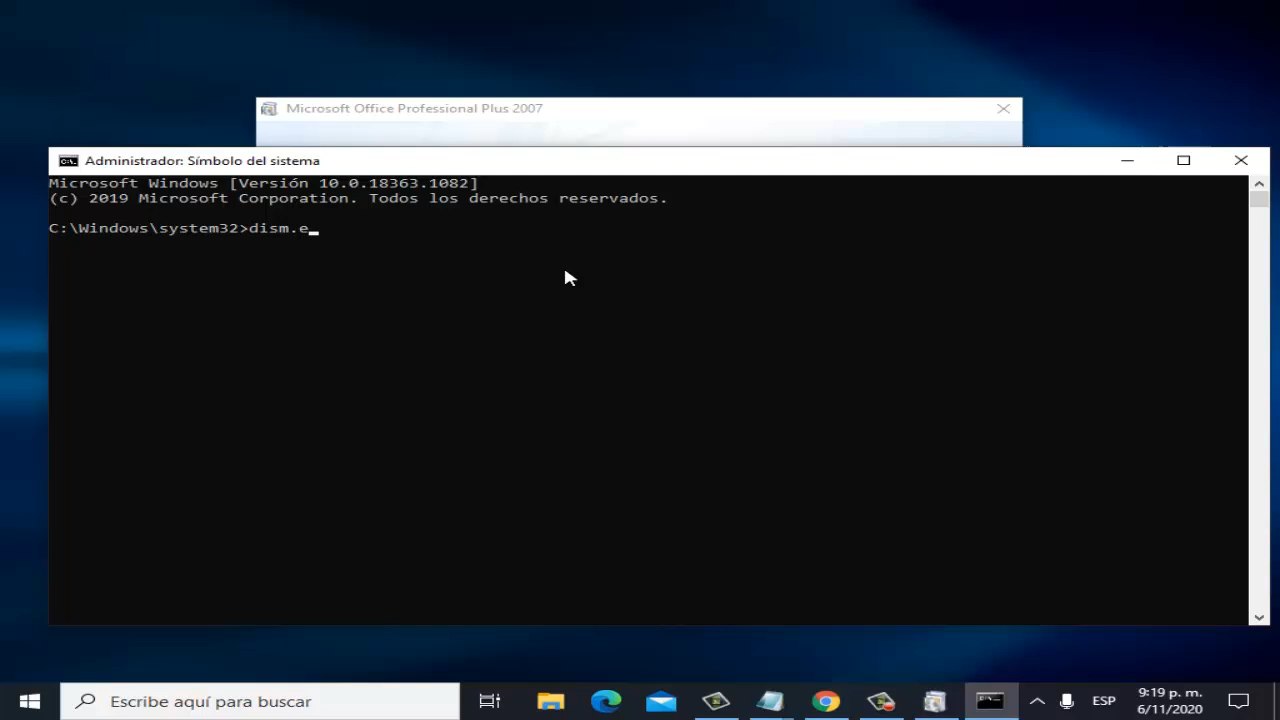 Microsoft Office Professional Plus 2007
Administrador: Símbolo del sistema
Microsoft Windows [Versión 10.0.18363.1082]
(c) 2019 Microsoft Corporation. Todos los derechos reservados.
C:\Windows\system32>dism.e_
Escribe aquí para buscar
ESP
9:19 p. m.
6/11/2020